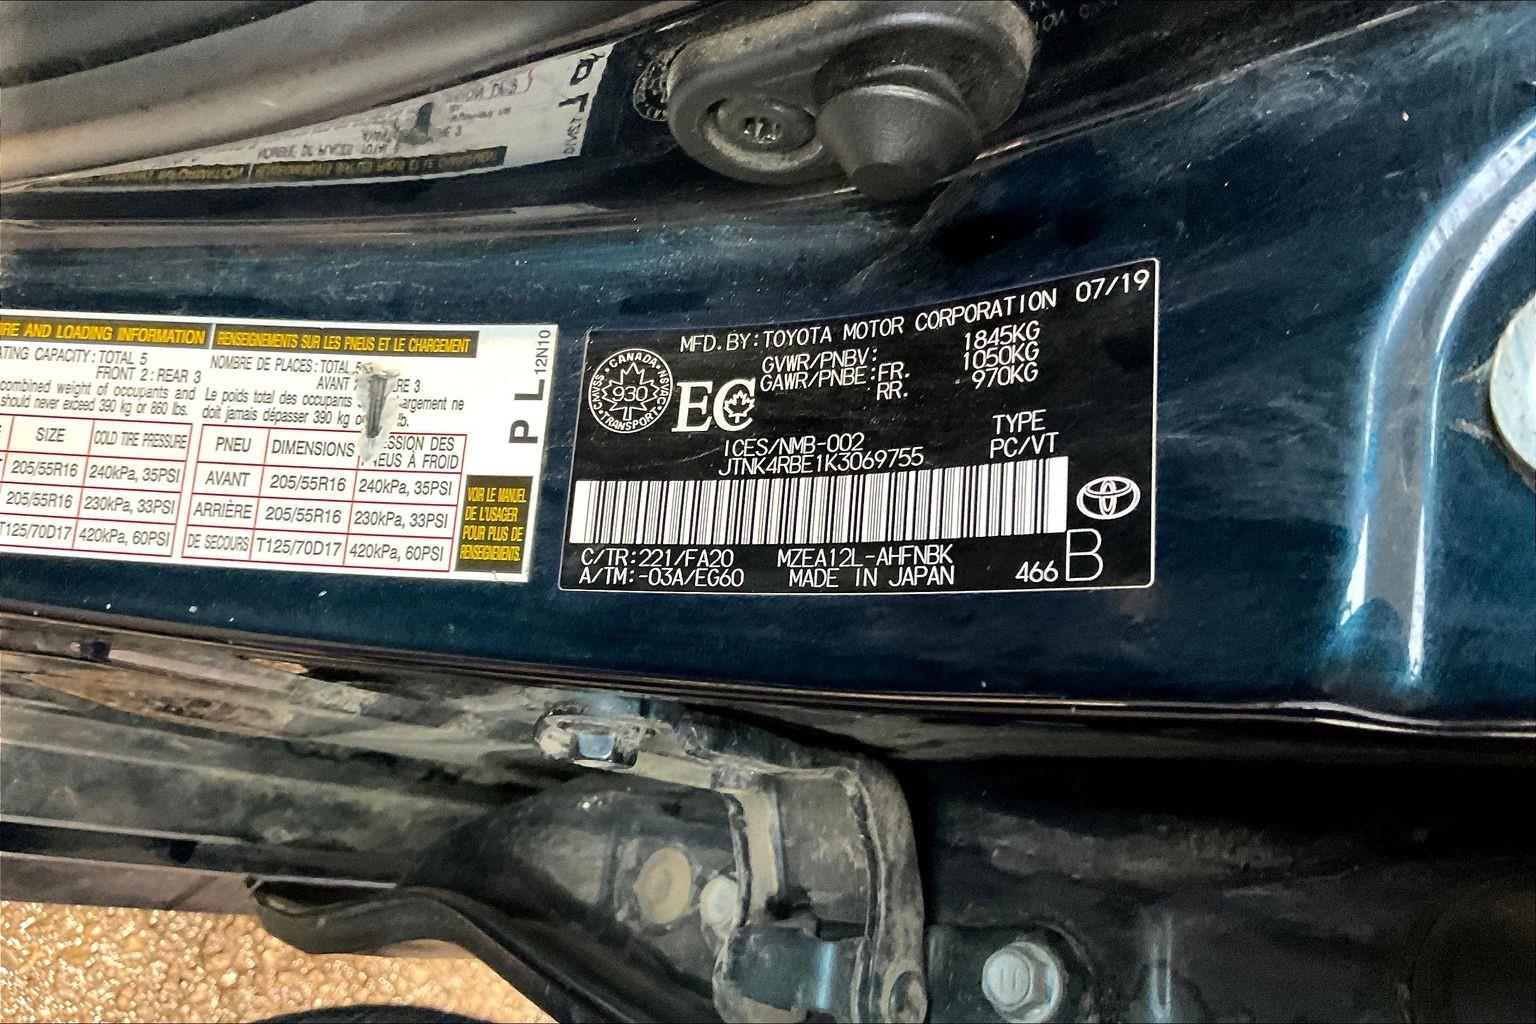 IRE AND LOADING INFORMATION
RENSEIGNEMENTS SUR LES PNEUS ET LE CHARGEMENT
ATING CAPACITY: TOTAL 5
FRONT 2: REAR 3
combined weight of occupants and
should never exceed 390 kg or 860 lbs.
NOMBRE DE PLACES: TOTAL 5
AVANT RE 3
Le poids total des occupants argement ne
doit jamais dépasser 390 kg o lb.
SIZE COLD TIRE PRESSURE
205/55R16 240kPa, 35PSI
205/55R16 230kPa, 33PSI
T125/70D17 420kPa, 60PSI
PNEU DIMENSIONS ESSION DES
NEUS À FROID
AVANT 205/55R16 240kPa, 35PSI
ARRIÈRE 205/55R16 230kPa, 33PSI
DE SECOURS T125/70D17 420kPa, 60PSI
PL 12N10
VOIR LE MANUEL
DE L'USAGER
POUR PLUS DE
RENSEIGNEMENTS.
MFD. BY: TOYOTA MOTOR CORPORATION 07/19
GVWR/PNBV: 1845KG
GAWR/PNBE: FR. 1050KG
RR. 970KG
CANADA
CMVSS NSVAC
930
TRANSPORT
EC
TYPE
ICES/NMB-002 PC/VT
JTNK4RBE1K3069755
C/TR: 221/FA20 MZEA12L-AHFNBK
A/TM: -03A/EG60 MADE IN JAPAN 466 B